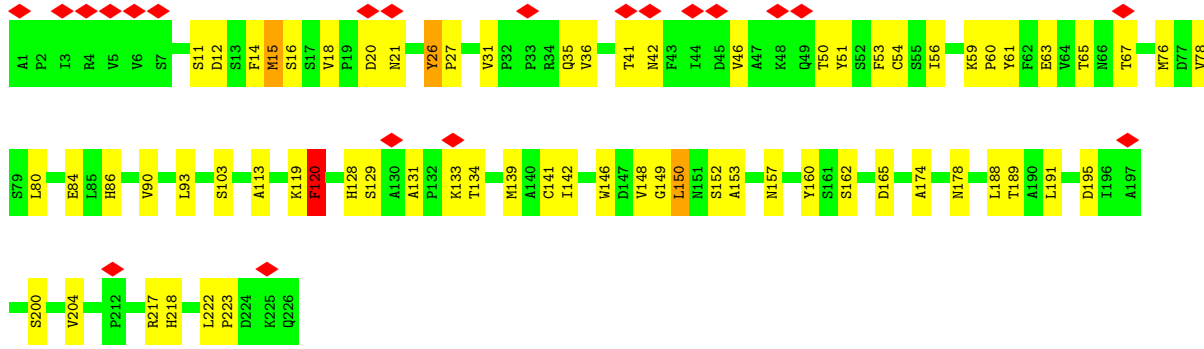 A1 P2 I3 R4 V5 V6 S7 S11 D12 S13 F14 M15 S16 S17 V18 P19 D20 N21 Y26 P27 V31 P32 P33 R34 Q35 V36 T41 N42 F43 I44 D45 V46 A47 K48 Q49 T50 Y51 S52 F53 C54 S55 I56 K59 P60 Y61 F62 E63 V64 T65 N66 T67 M76 D77 V78
S79 L80 E84 L85 H86 V90 L93 S103 A113 K119 F120 H128 S129 A130 A131 P132 K133 T134 M139 A140 C141 I142 W146 D147 V148 G149 L150 N151 S152 A153 N157 Y160 S161 S162 D165 A174 N178 L188 T189 A190 L191 D195 I196 A197
S200 V204 P212 R217 H218 L222 P223 D224 K225 Q226